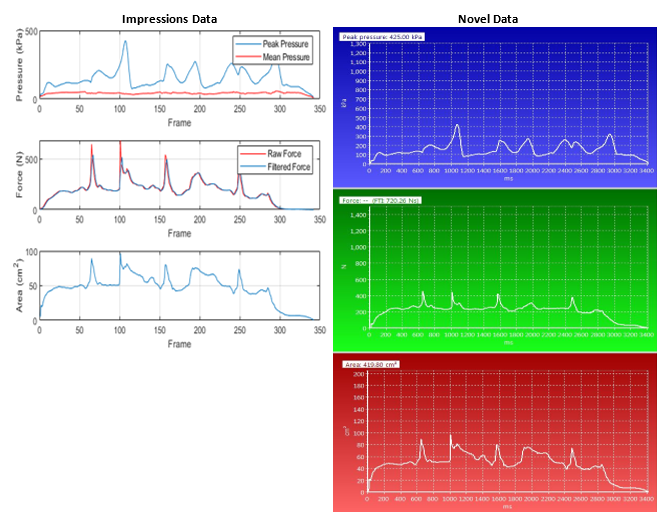 Impressions Data
Novel Data
Pressure (kPa)
500
0
0 50 100 150 200 250 300 350
Frame
Peak Pressure
Mean Pressure
Force (N)
500
0
0 50 100 150 200 250 300 350
Frame
Raw Force
Filtered Force
Area (cm2)
100
50
0
0 50 100 150 200 250 300 350
Frame
Peak pressure: 425.00 kPa
1,300
1,200
1,100
1,000
900
800
700
600
500
400
300
200
100
0
kPa
0 200 400 600 800 1000 1200 1400 1600 1800 2000 2200 2400 2600 2800 3000 3200 3400
ms
Force: -- (FTI 720.26 Ns)
1,400
1,200
1,000
800
600
400
200
0
N
0 200 400 600 800 1000 1200 1400 1600 1800 2000 2200 2400 2600 2800 3000 3200 3400
ms
Area: 419.80 cm²
200
180
160
140
120
100
80
60
40
20
0
cm²
0 200 400 600 800 1000 1200 1400 1600 1800 2000 2200 2400 2600 2800 3000 3200 3400
ms